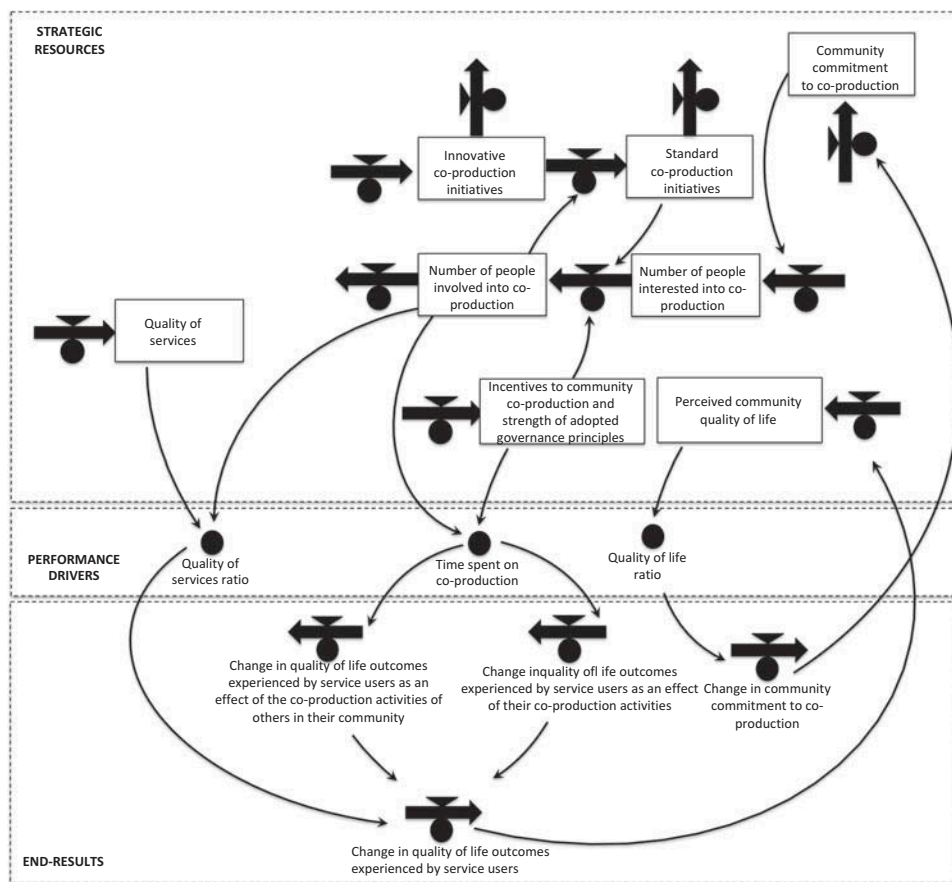 STRATEGIC
RESOURCES
Community
commitment
to co-production
Innovative
co-production
initiatives
Standard
co-production
initiatives
Number of people
involved into co-
production
Number of people
interested into co-
production
Quality of
services
Incentives to community
co-production and
strength of adopted
governance principles
Perceived community
quality of life
PERFORMANCE
DRIVERS
Quality of
services ratio
Time spent on
co-production
Quality of life
ratio
Change in quality of life outcomes
experienced by service users as an
effect of the co-production activities of
others in their community
Change inquality ofl ife outcomes
experienced by service users as an effect
of their co-production activities
Change in community
commitment to co-
production
END-RESULTS
Change in quality of life outcomes
experienced by service users